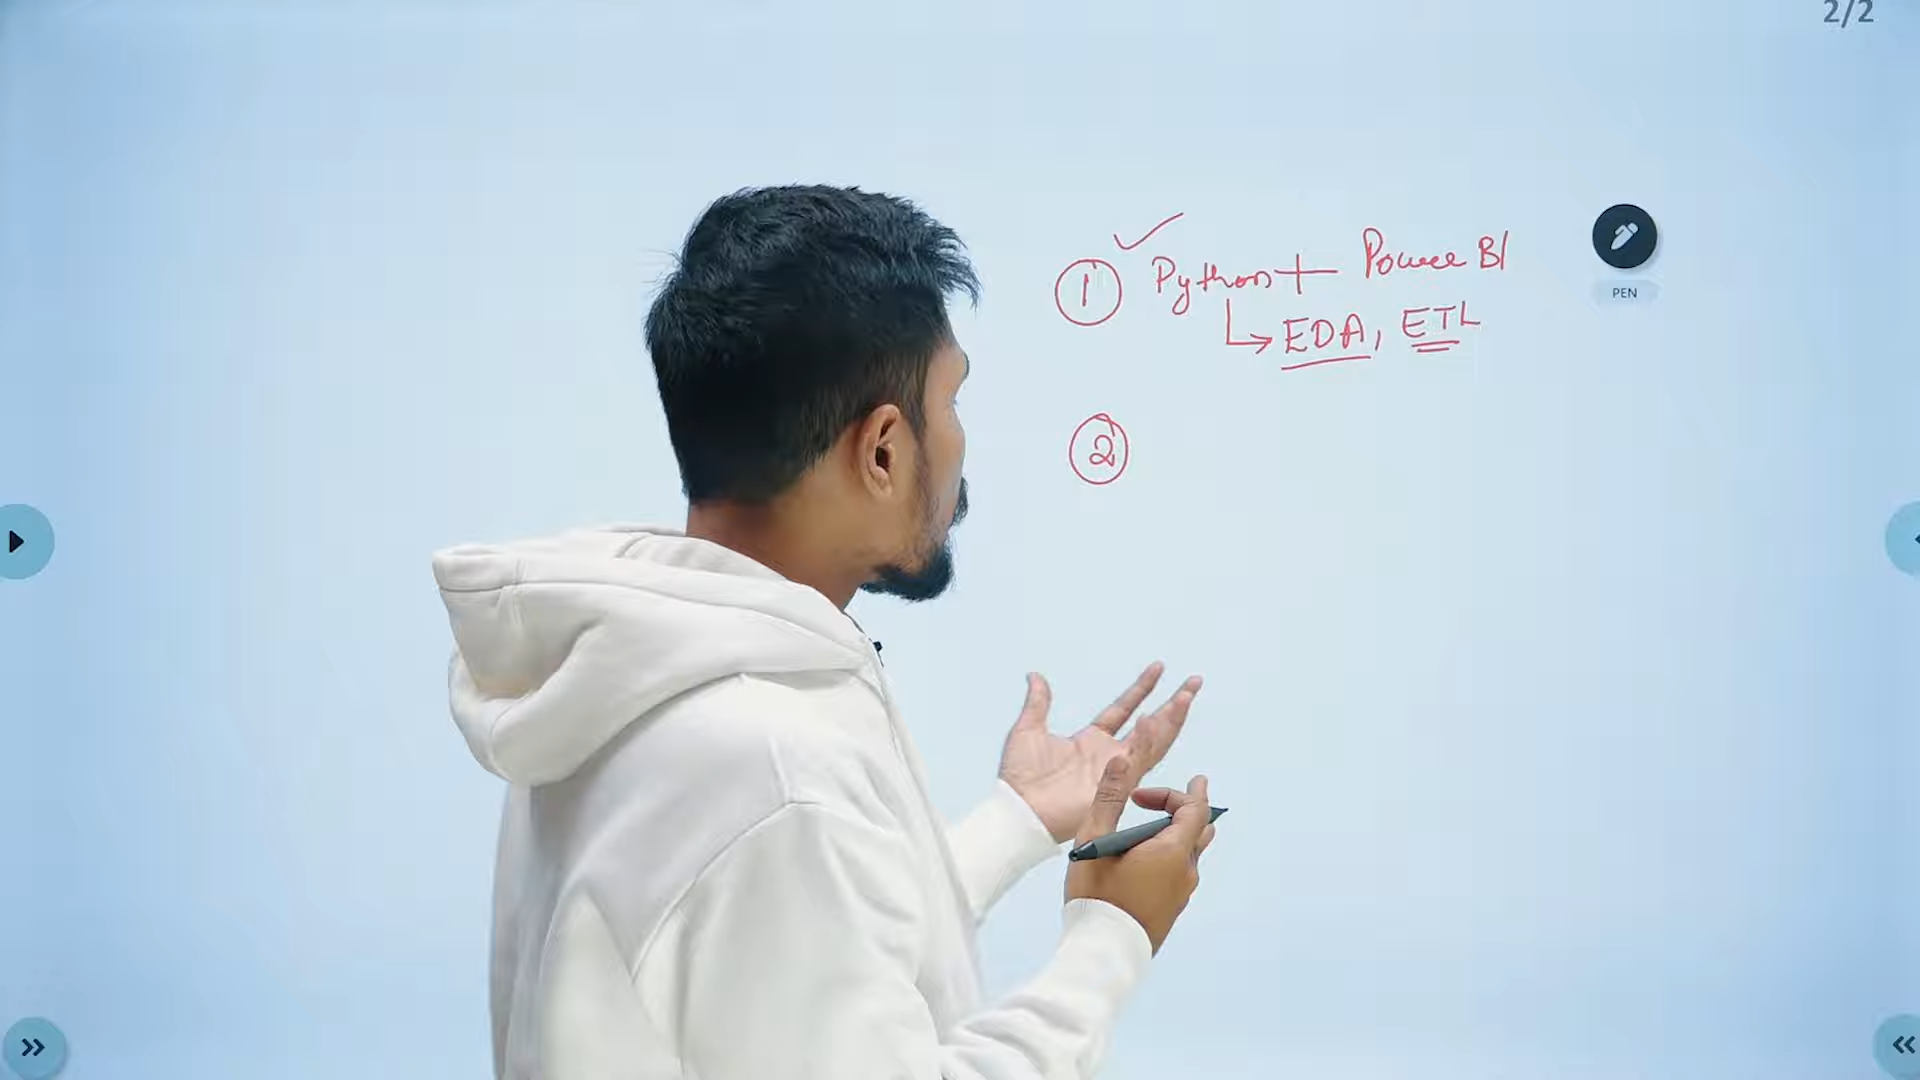 2/2
① Python + Power BI
PEN
↳ EDA, ETL
②